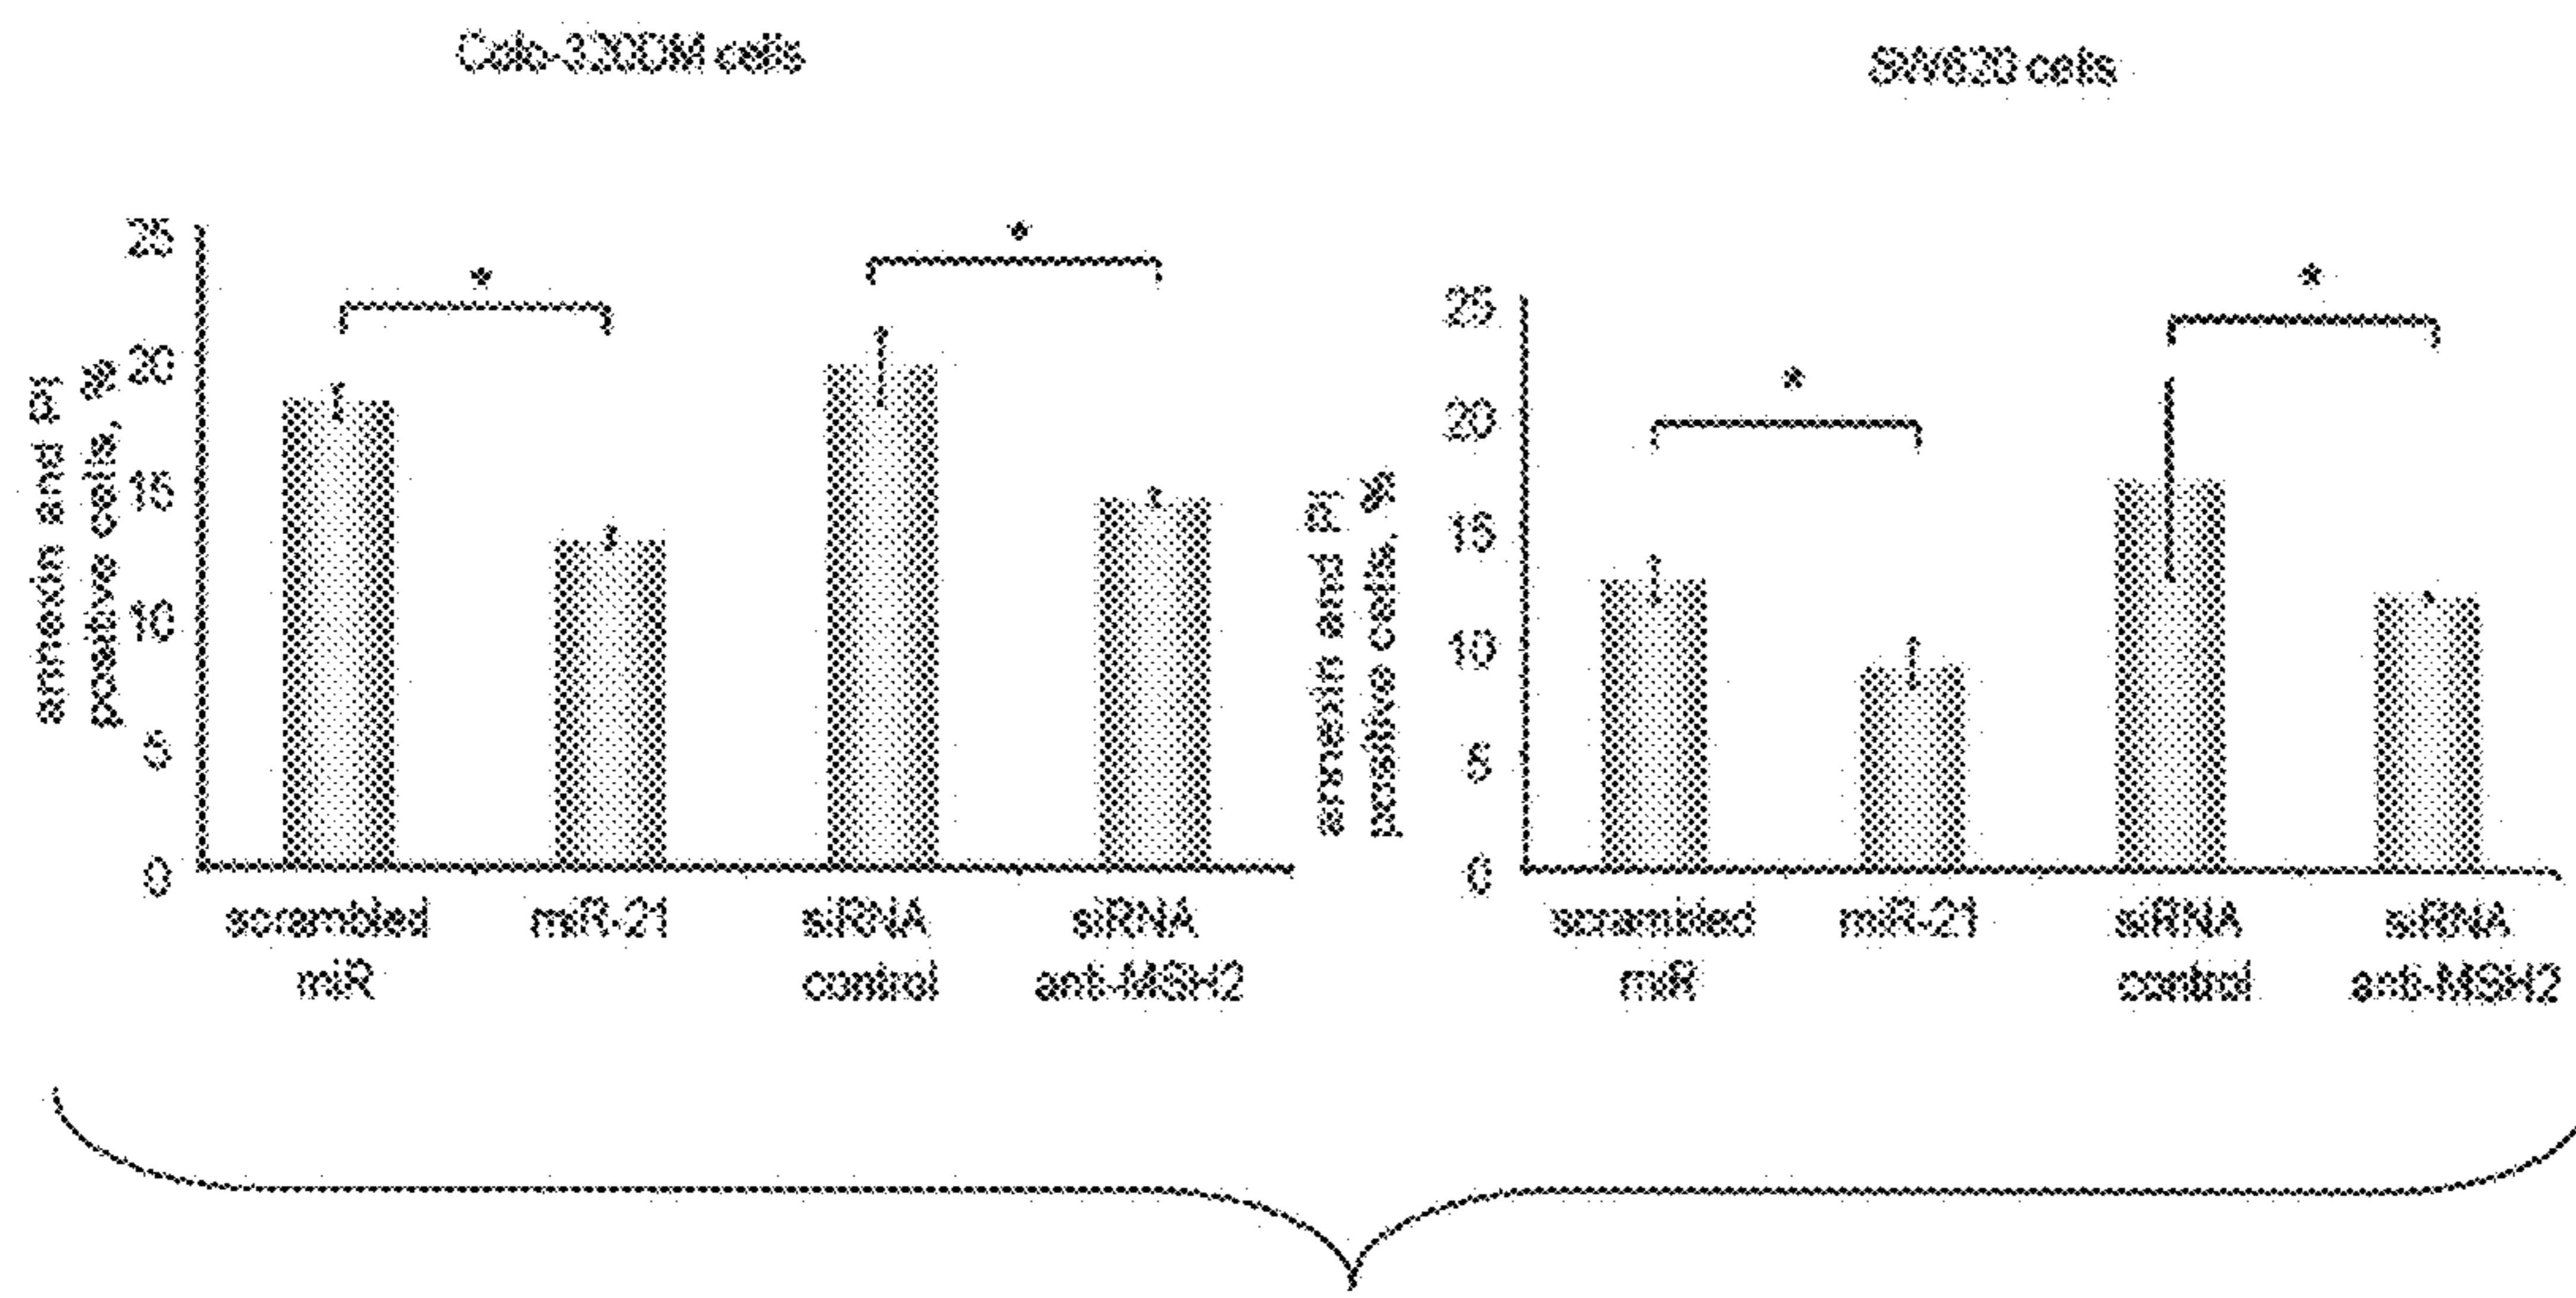 Colo-320DM cells
annexin and PI
positive cells, %
25
20
15
10
5
0
*
*
scrambled
miR
miR-21
siRNA
control
siRNA
anti-MSH2
SW620 cells
annexin and PI
positive cells, %
25
20
15
10
5
0
*
*
scrambled
miR
miR-21
siRNA
control
siRNA
anti-MSH2